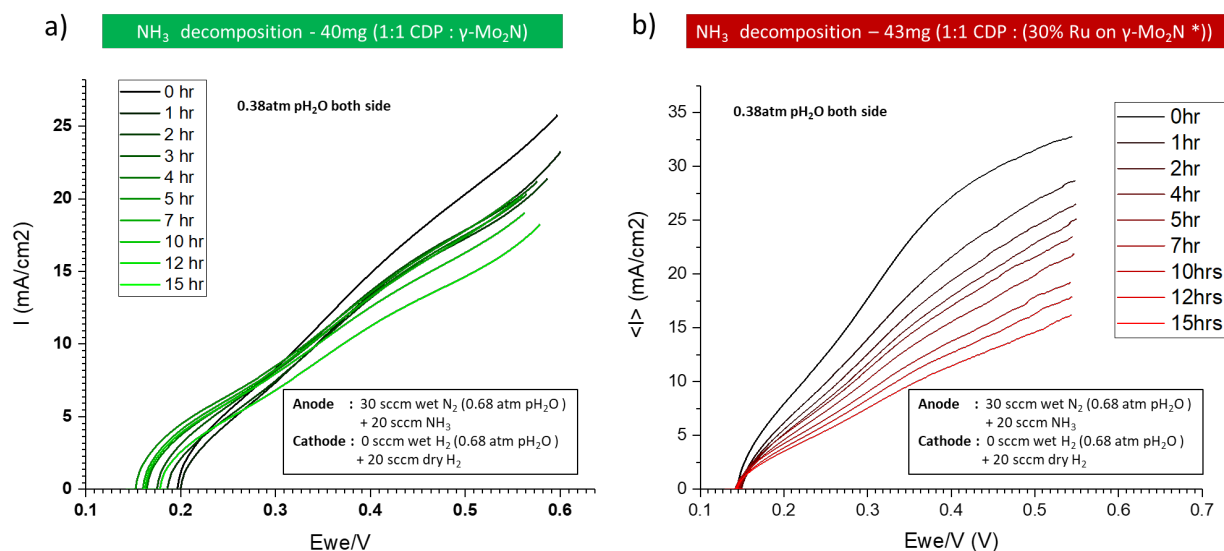 a)
NH₃ decomposition - 40mg (1:1 CDP : γ-Mo₂N)
0 hr
1 hr
2 hr
3 hr
4 hr
5 hr
7 hr
10 hr
12 hr
15 hr
0.38atm pH₂O both side
25
20
15
10
5
0
I (mA/cm2)
0.1
0.2
0.3
0.4
0.5
0.6
Ewe/V
Anode : 30 sccm wet N₂ (0.68 atm pH₂O )
+ 20 sccm NH₃
Cathode : 0 sccm wet H₂ (0.68 atm pH₂O)
+ 20 sccm dry H₂
b)
NH₃ decomposition – 43mg (1:1 CDP : (30% Ru on γ-Mo₂N *))
0.38atm pH₂O both side
0hr
1hr
2hr
4hr
5hr
7hr
10hrs
12hrs
15hrs
35
30
25
20
15
10
5
0
<I> (mA/cm2)
0.1
0.2
0.3
0.4
0.5
0.6
0.7
Ewe/V (V)
Anode : 30 sccm wet N₂ (0.68 atm pH₂O )
+ 20 sccm NH₃
Cathode : 0 sccm wet H₂ (0.68 atm pH₂O)
+ 20 sccm dry H₂